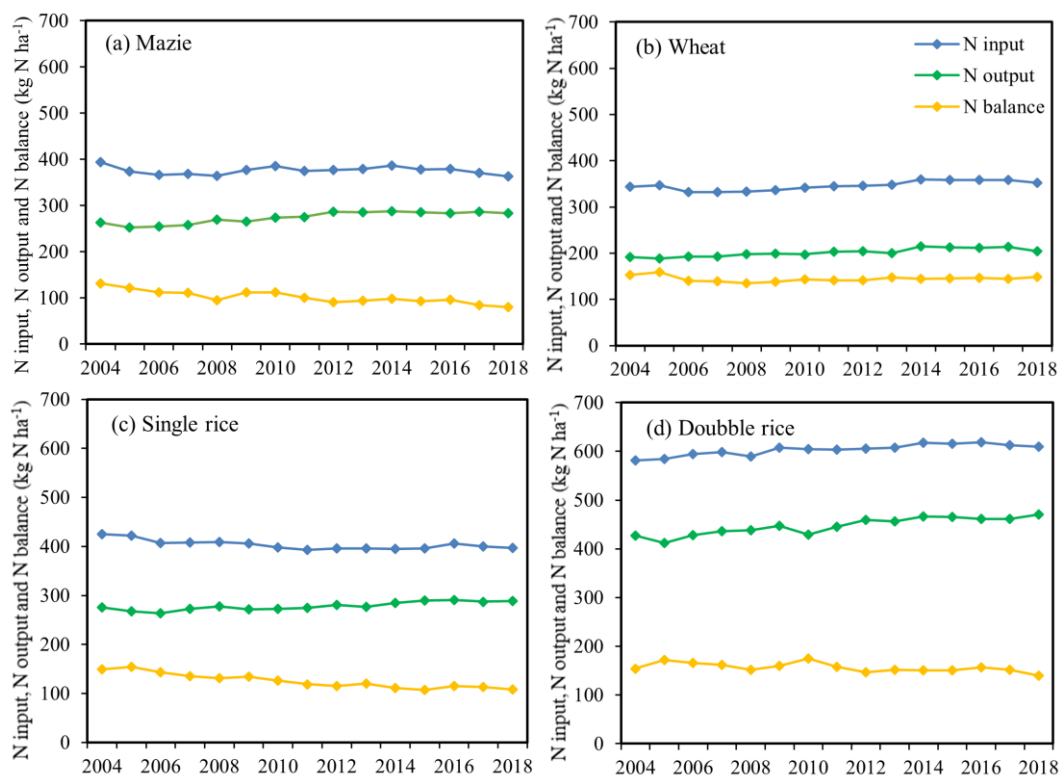 N input, N output and N balance (kg N ha⁻¹)
700
600
500
400
300
200
100
0
(a) Mazie
2004 2006 2008 2010 2012 2014 2016 2018
N input, N output and N balance (kg N ha⁻¹)
700
600
500
400
300
200
100
0
(b) Wheat
N input
N output
N balance
2004 2006 2008 2010 2012 2014 2016 2018
N input, N output and N balance (kg N ha⁻¹)
700
600
500
400
300
200
100
0
(c) Single rice
2004 2006 2008 2010 2012 2014 2016 2018
N input, N output and N balance (kg N ha⁻¹)
700
600
500
400
300
200
100
0
(d) Doubble rice
2004 2006 2008 2010 2012 2014 2016 2018